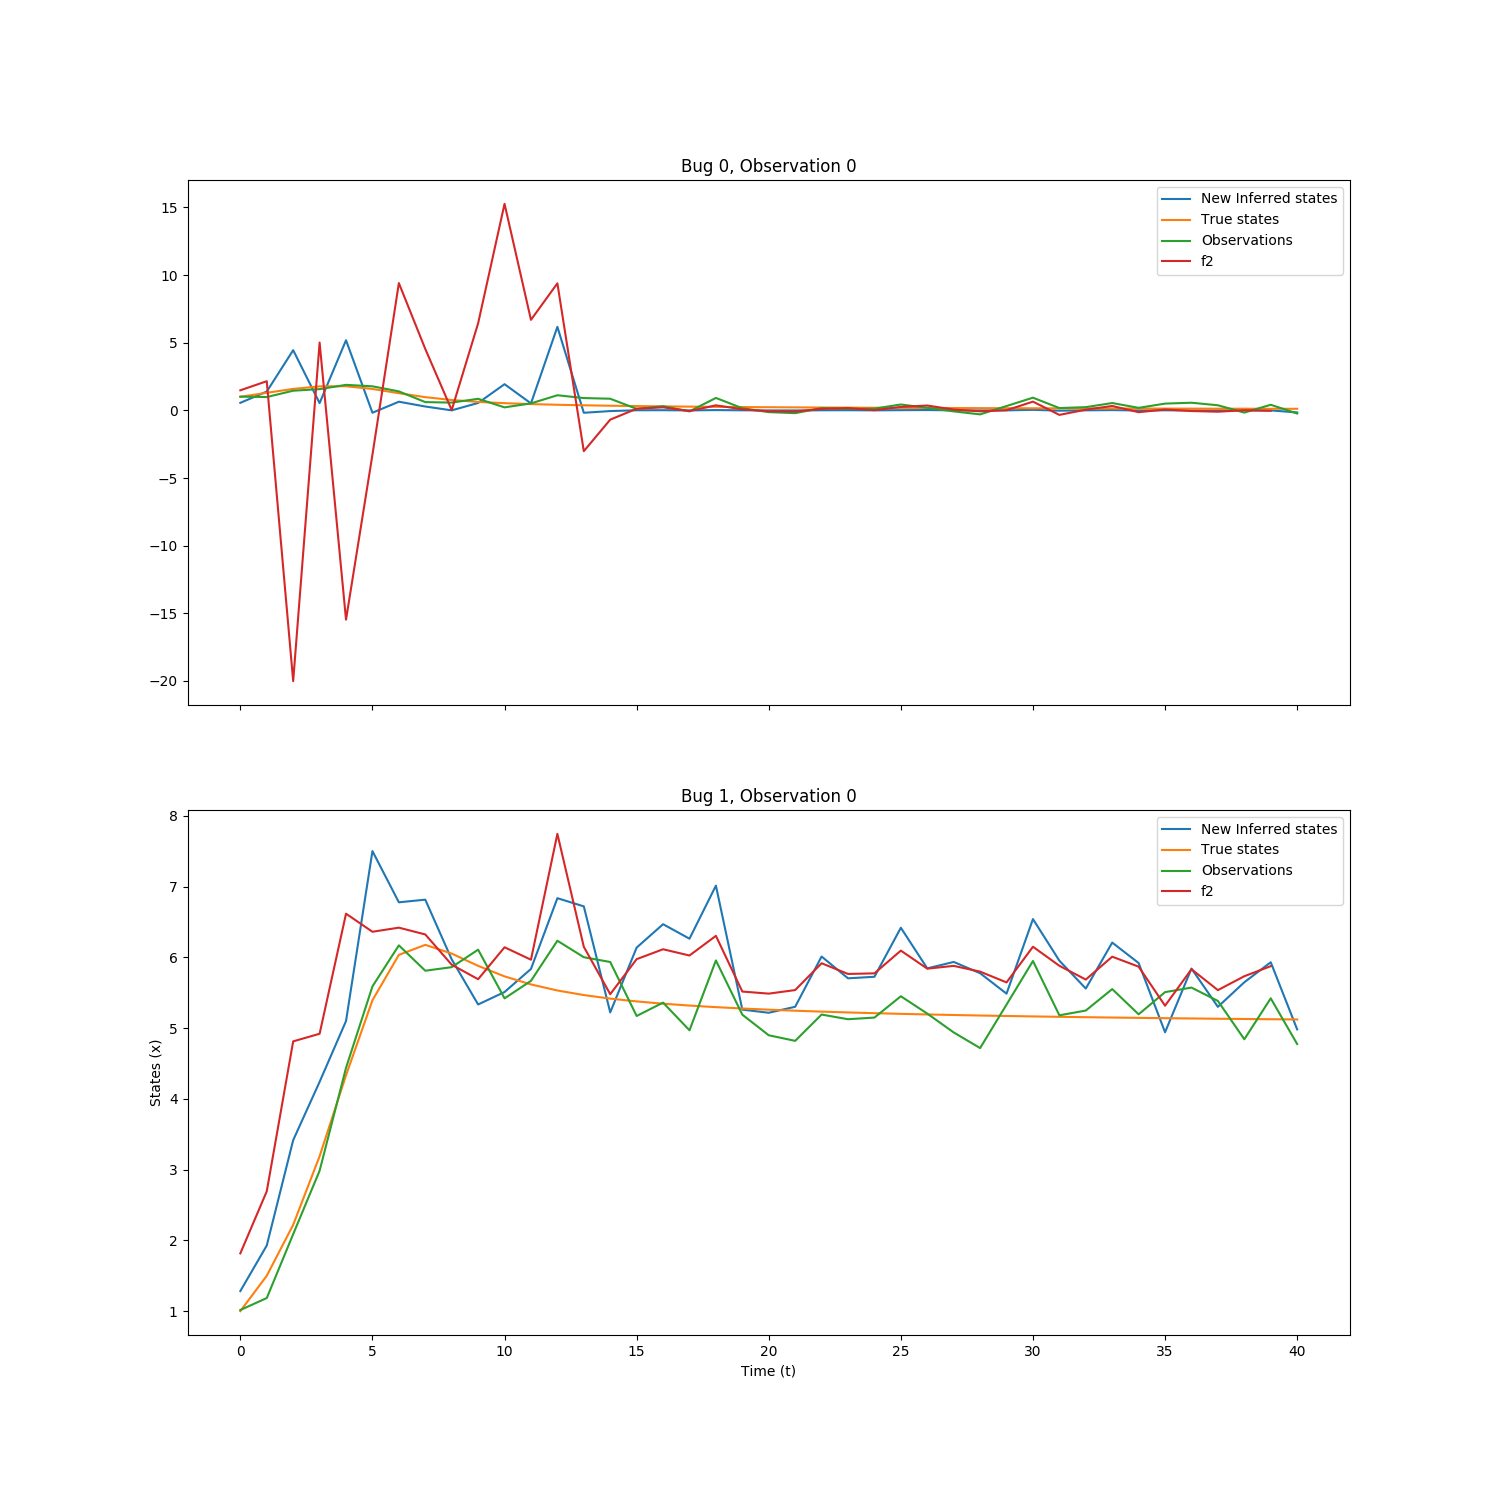 Bug 0, Observation 0
New Inferred states
True states
Observations
f2
15
10
5
0
−5
−10
−15
−20
Bug 1, Observation 0
New Inferred states
True states
Observations
f2
8
7
6
5
4
3
2
1
States (x)
0 5 10 15 20 25 30 35 40
Time (t)